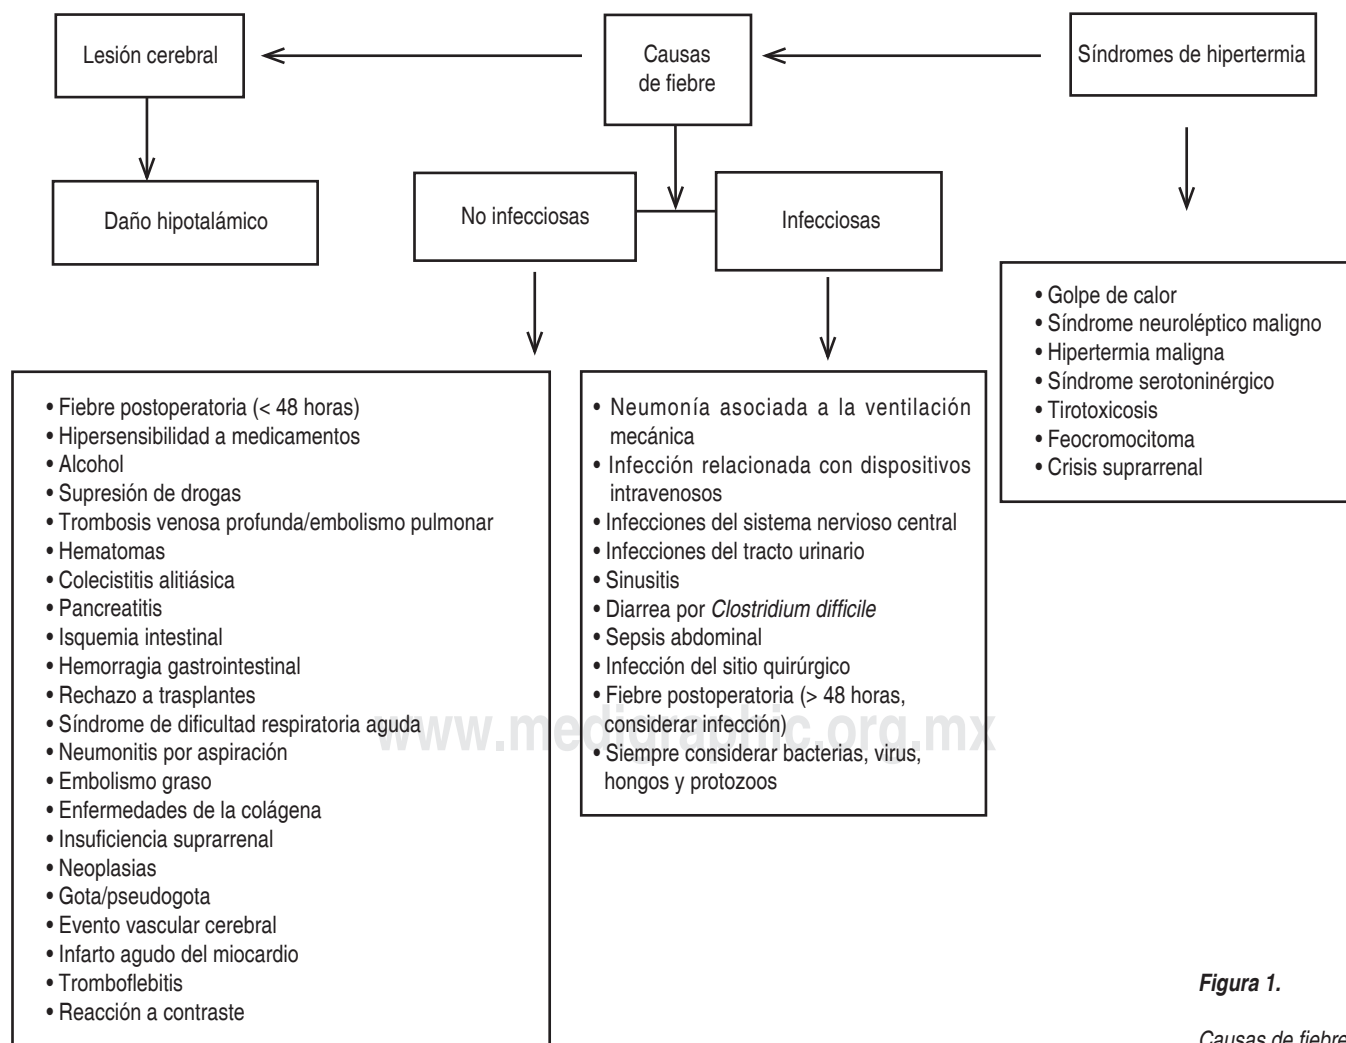 Lesión cerebral
Causas
de fiebre
Síndromes de hipertermia
Daño hipotalámico
No infecciosas
Infecciosas
• Fiebre postoperatoria (< 48 horas)
• Hipersensibilidad a medicamentos
• Alcohol
• Supresión de drogas
• Trombosis venosa profunda/embolismo pulmonar
• Hematomas
• Colecistitis alitiásica
• Pancreatitis
• Isquemia intestinal
• Hemorragia gastrointestinal
• Rechazo a trasplantes
• Síndrome de dificultad respiratoria aguda
• Neumonitis por aspiración
• Embolismo graso
• Enfermedades de la colágena
• Insuficiencia suprarrenal
• Neoplasias
• Gota/pseudogota
• Evento vascular cerebral
• Infarto agudo del miocardio
• Tromboflebitis
• Reacción a contraste
• Neumonía asociada a la ventilación
mecánica
• Infección relacionada con dispositivos
intravenosos
• Infecciones del sistema nervioso central
• Infecciones del tracto urinario
• Sinusitis
• Diarrea por Clostridium difficile
• Sepsis abdominal
• Infección del sitio quirúrgico
• Fiebre postoperatoria (> 48 horas,
considerar infección)
• Siempre considerar bacterias, virus,
hongos y protozoos
• Golpe de calor
• Síndrome neuroléptico maligno
• Hipertermia maligna
• Síndrome serotoninérgico
• Tirotoxicosis
• Feocromocitoma
• Crisis suprarrenal
www.medigraphic.org.mx
Figura 1.
Causas de fiebre